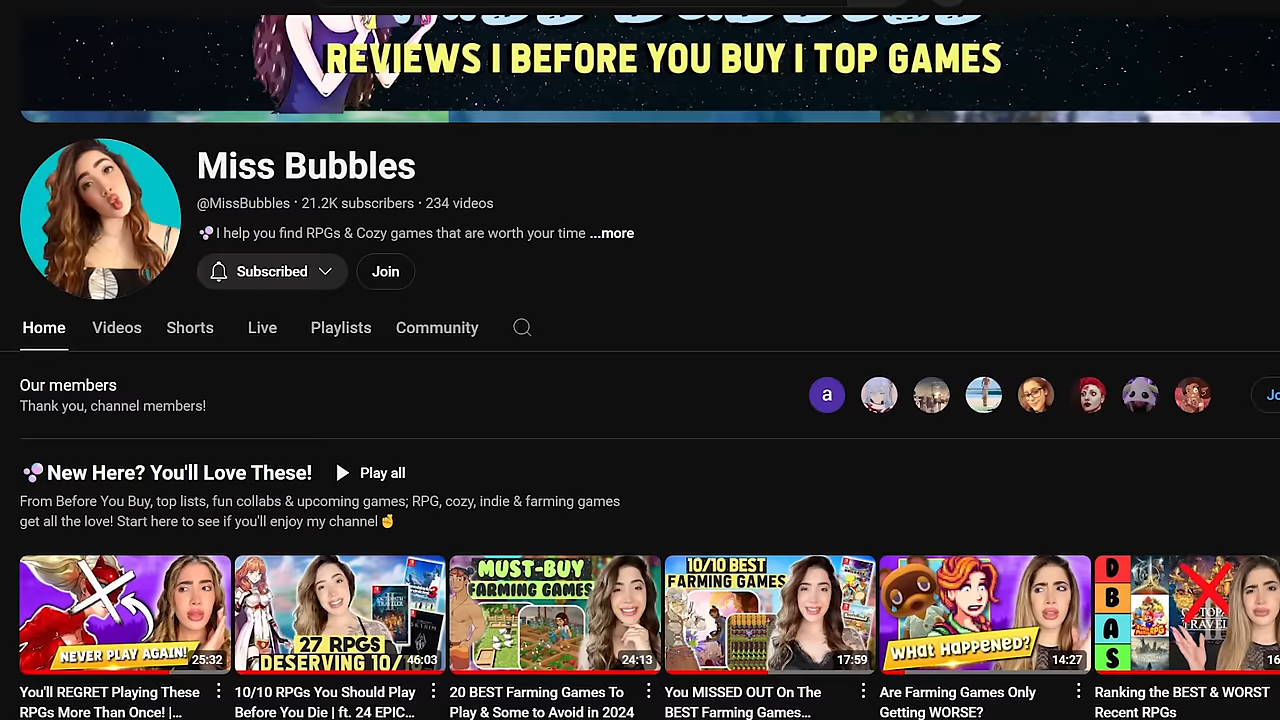 REVIEWS I BEFORE YOU BUY I TOP GAMES
Miss Bubbles
@MissBubbles · 21.2K subscribers · 234 videos
I help you find RPGs & Cozy games that are worth your time ...more
Subscribed
Join
Home
Videos
Shorts
Live
Playlists
Community
Our members
Thank you, channel members!
a
Jo
New Here? You'll Love These!
Play all
From Before You Buy, top lists, fun collabs & upcoming games; RPG, cozy, indie & farming games
get all the love! Start here to see if you'll enjoy my channel
NEVER PLAY AGAIN!
25:32
27 RPGS
DESERVING 10/
46:03
MUST-BUY
FARMING GAMES
24:13
10/10 BEST
FARMING GAMES
17:59
WHAT HAPPENED?
14:27
D
B
A
S
16
You'll REGRET Playing These
RPGs More Than Once! |...
10/10 RPGs You Should Play
Before You Die | ft. 24 EPIC...
20 BEST Farming Games To
Play & Some to Avoid in 2024
You MISSED OUT On The
BEST Farming Games...
Are Farming Games Only
Getting WORSE?
Ranking the BEST & WORST
Recent RPGs